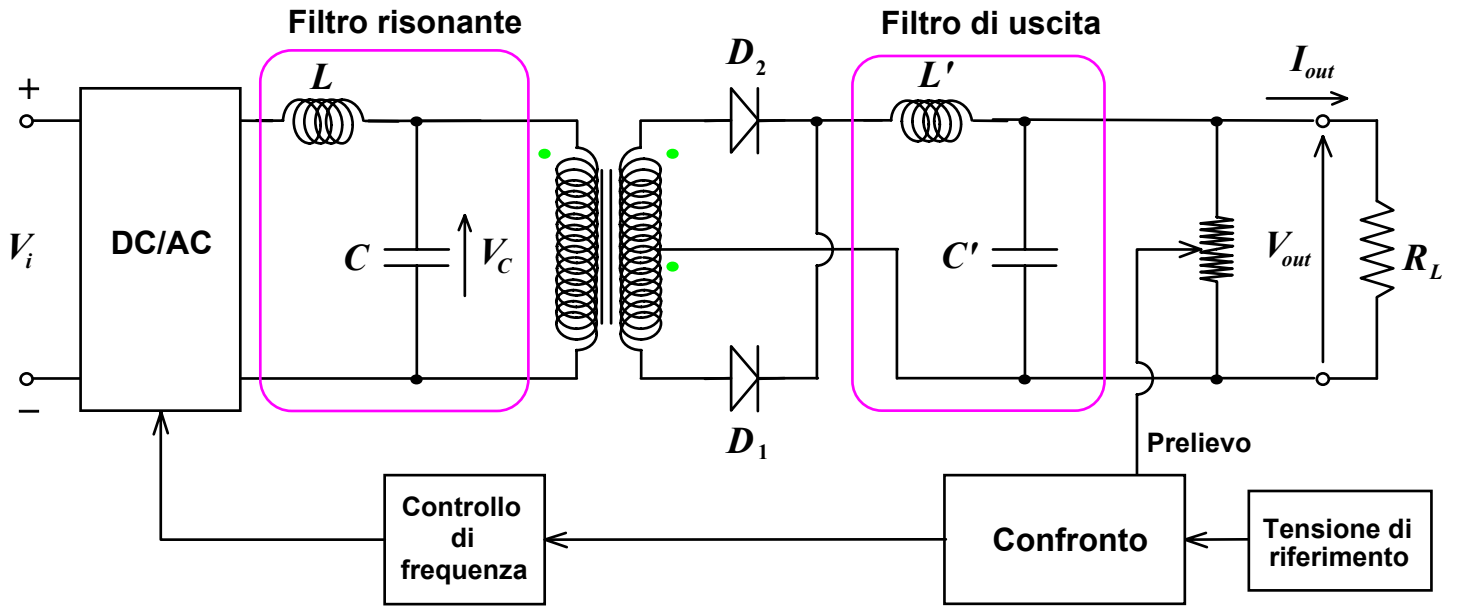 Filtro risonante
Filtro di uscita
D2
L
L'
Iout
+
DC/AC
Vi
C
VC
C'
Vout
RL
−
D1
Prelievo
Controllo
di
frequenza
Confronto
Tensione di
riferimento